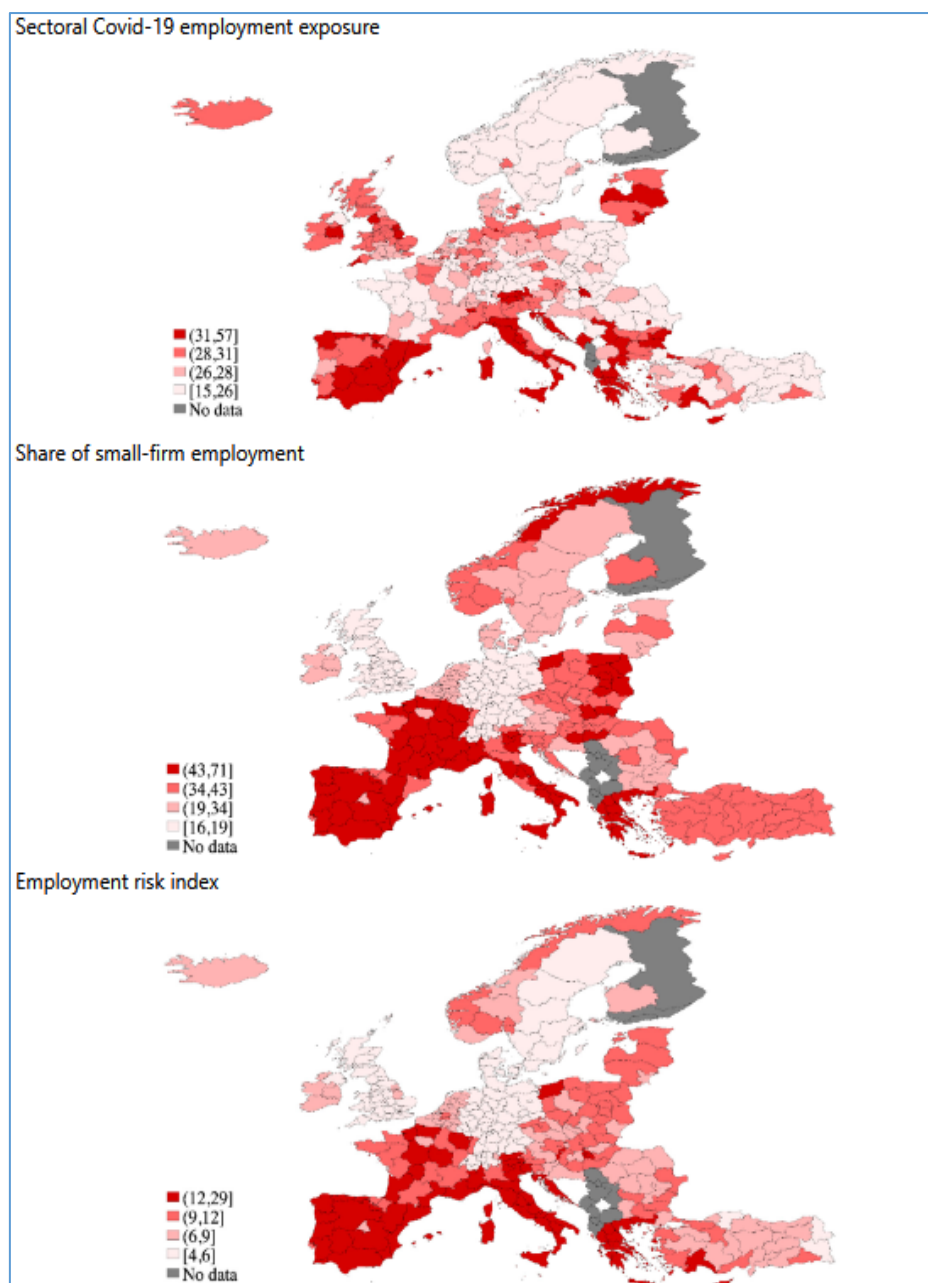 Sectoral Covid-19 employment exposure
(31,57]
(28,31]
(26,28]
[15,26]
No data
Share of small-firm employment
(43,71]
(34,43]
(19,34]
[16,19]
No data
Employment risk index
(12,29]
(9,12]
(6,9]
[4,6]
No data